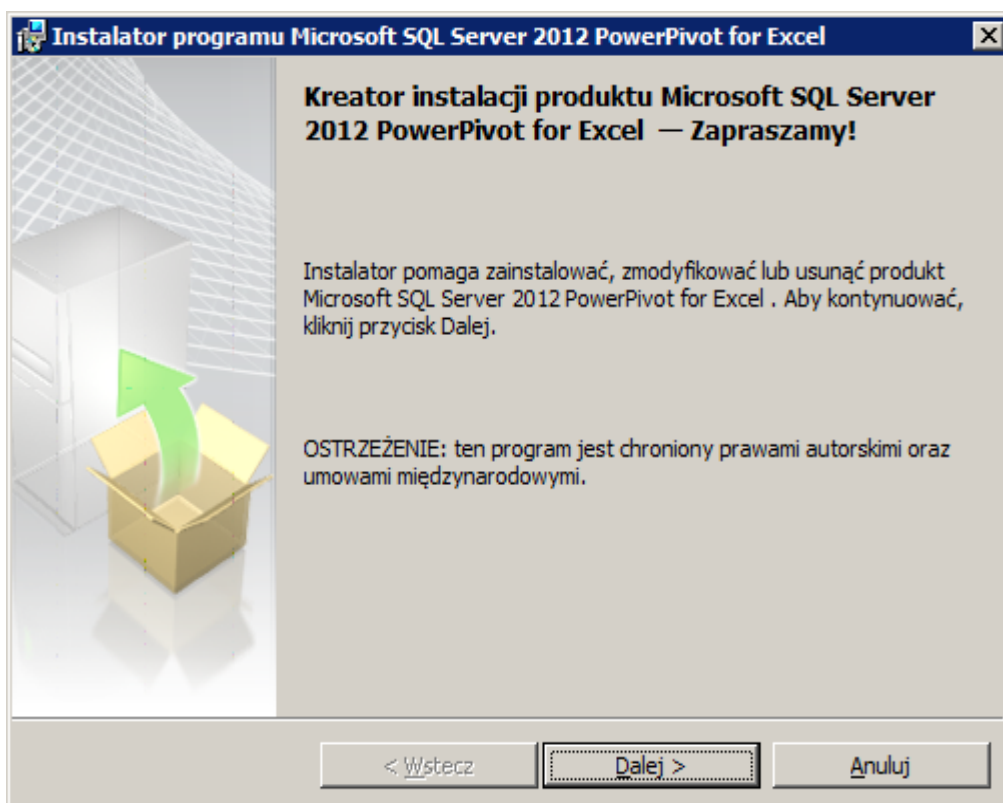 Instalator programu Microsoft SQL Server 2012 PowerPivot for Excel
Kreator instalacji produktu Microsoft SQL Server
2012 PowerPivot for Excel — Zapraszamy!
Instalator pomaga zainstalować, zmodyfikować lub usunąć produkt
Microsoft SQL Server 2012 PowerPivot for Excel . Aby kontynuować,
kliknij przycisk Dalej.
OSTRZEŻENIE: ten program jest chroniony prawami autorskimi oraz
umowami międzynarodowymi.
< Wstecz Dalej > Anuluj